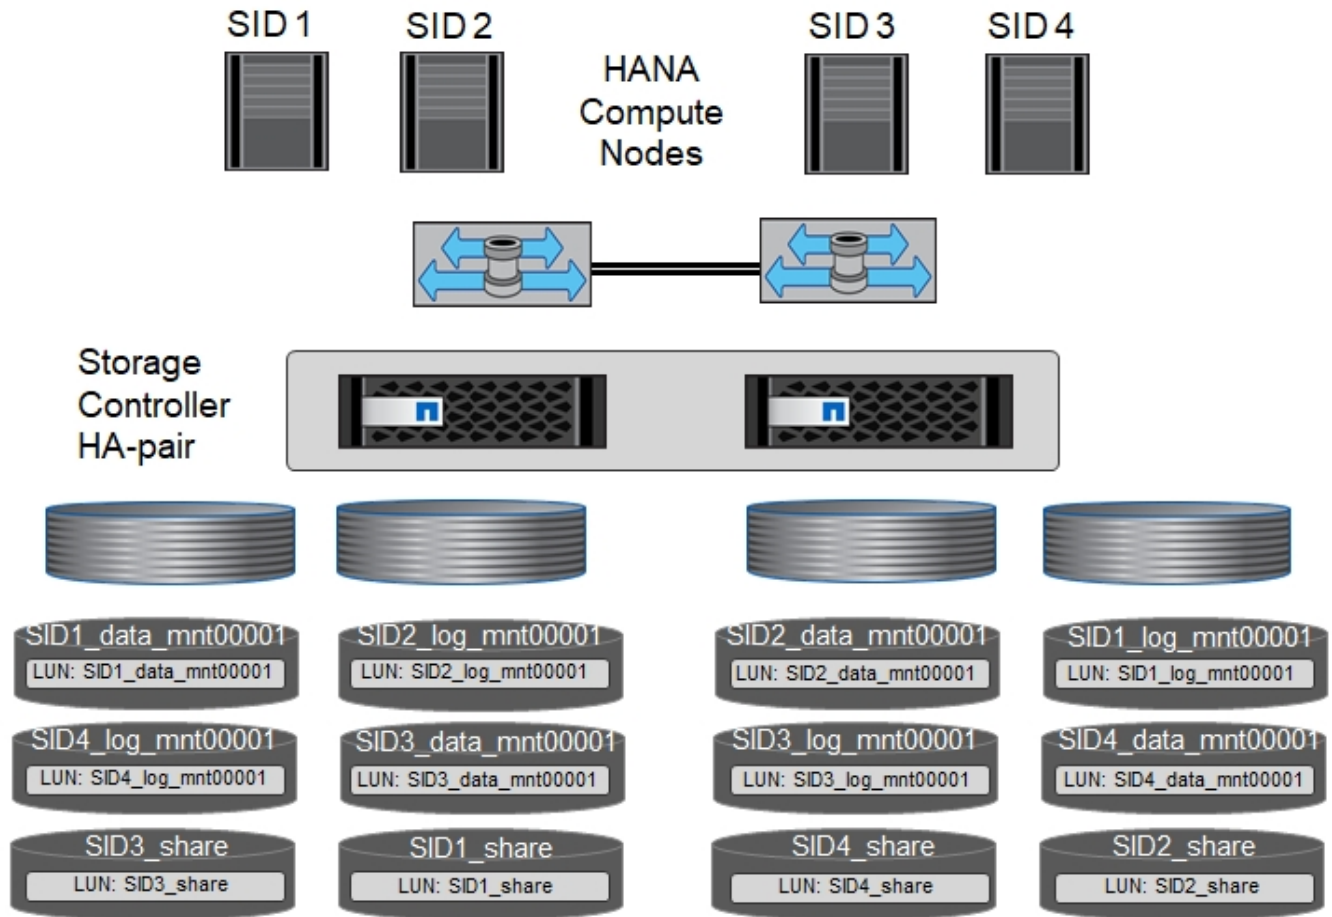 SID 1
SID 2
SID 3
SID 4
HANA
Compute
Nodes
Storage
Controller
HA-pair
SID1_data_mnt00001
LUN: SID1_data_mnt00001
SID2_log_mnt00001
LUN: SID2_log_mnt00001
SID2_data_mnt00001
LUN: SID2_data_mnt00001
SID1_log_mnt00001
LUN: SID1_log_mnt00001
SID4_log_mnt00001
LUN: SID4_log_mnt00001
SID3_data_mnt00001
LUN: SID3_data_mnt00001
SID3_log_mnt00001
LUN: SID3_log_mnt00001
SID4_data_mnt00001
LUN: SID4_data_mnt00001
SID3_share
LUN: SID3_share
SID1_share
LUN: SID1_share
SID4_share
LUN: SID4_share
SID2_share
LUN: SID2_share